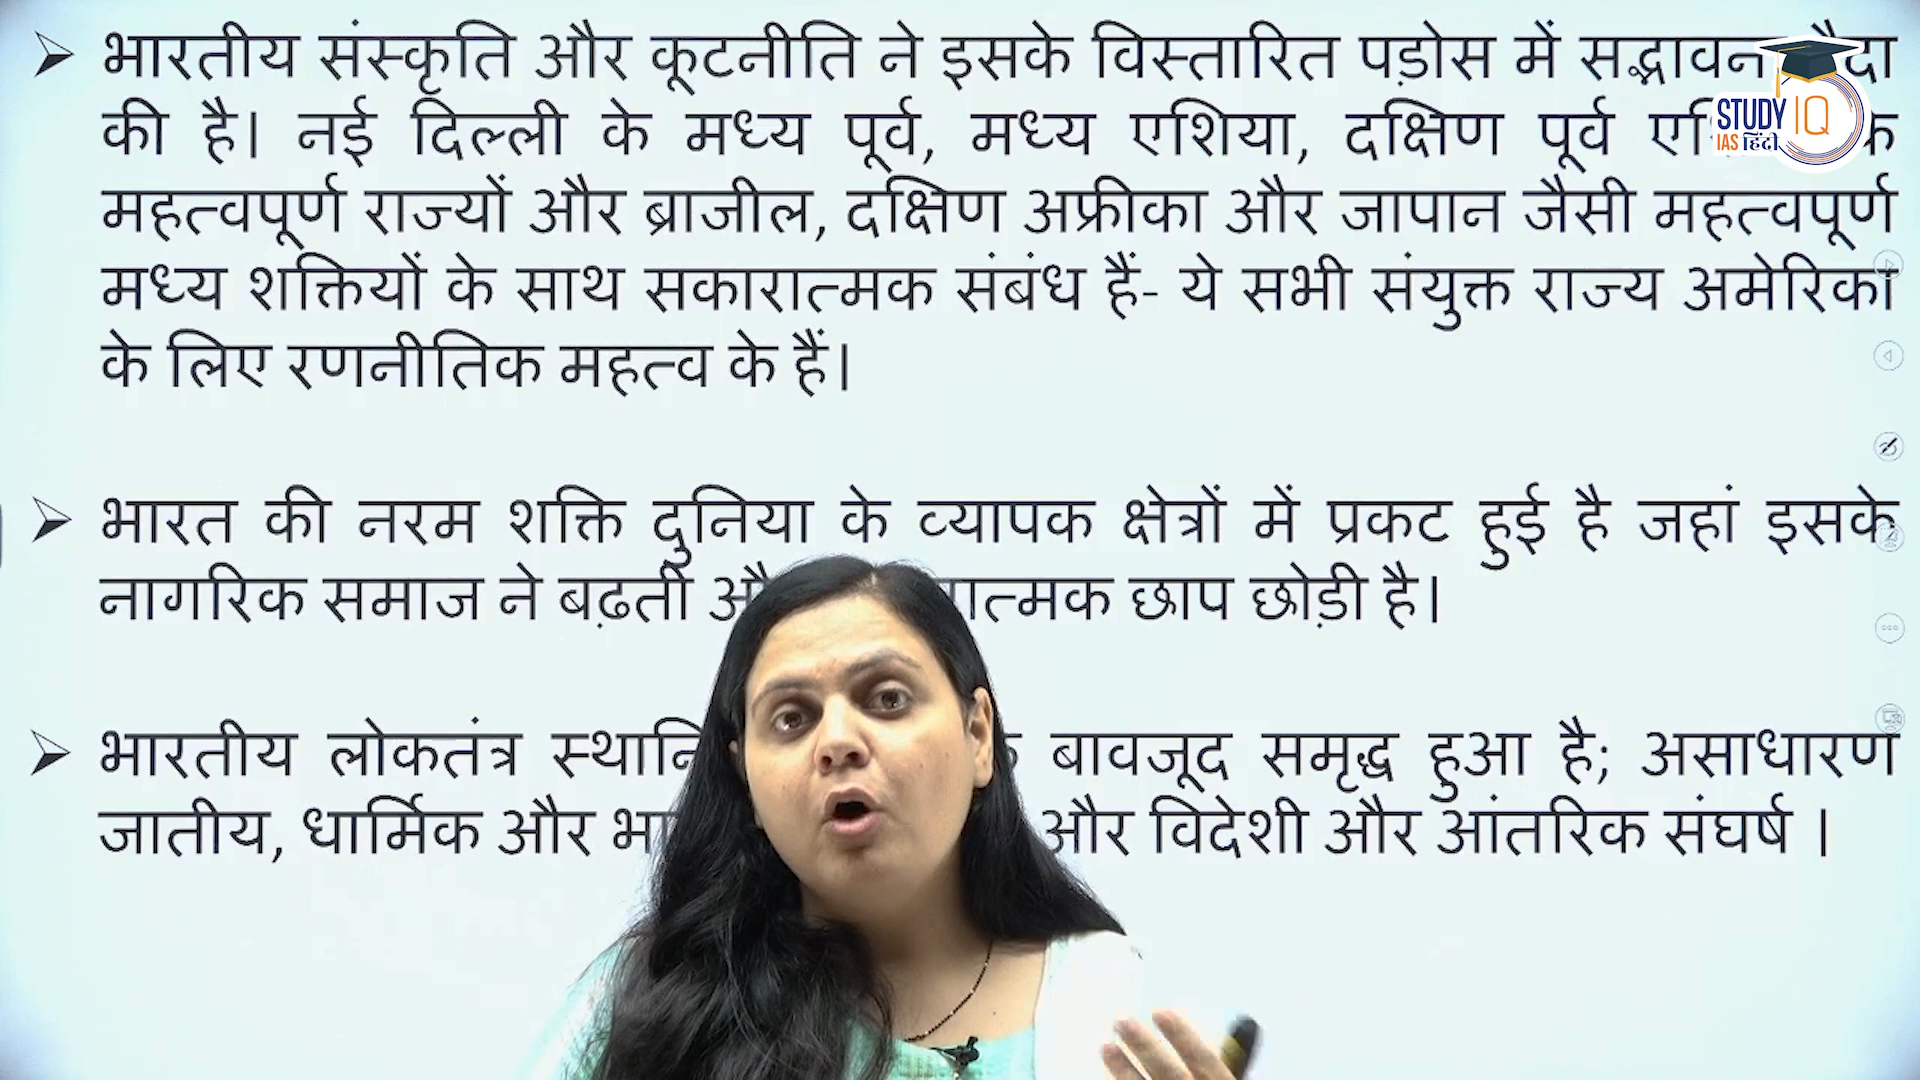 भारतीय संस्कृति और कूटनीति ने इसके विस्तारित पड़ोस में
की है। नई दिल्ली के मध्य पूर्व, मध्य एशिया, दक्षिण पूर्व
महत्वपूर्ण राज्यों और ब्राजील, दक्षिण अफ्रीका और जापान जैसी महत्वपूर्ण
मध्य शक्तियों के साथ सकारात्मक संबंध हैं- ये सभी संयुक्त राज्य अमेरिका
के लिए रणनीतिक महत्व के हैं।
भारत की नरम शक्ति दुनिया के व्यापक क्षेत्रों में प्रकट हुई है जहां इसके
नागरिक समाज ने बढ़ती छाप छोड़ी है।
भारतीय लोकतंत्र बावजूद समृद्ध हुआ है; असाधारण
जातीय, धार्मिक और और विदेशी और आंतरिक संघर्ष ।
STUDY IQ
IAS हिंदी